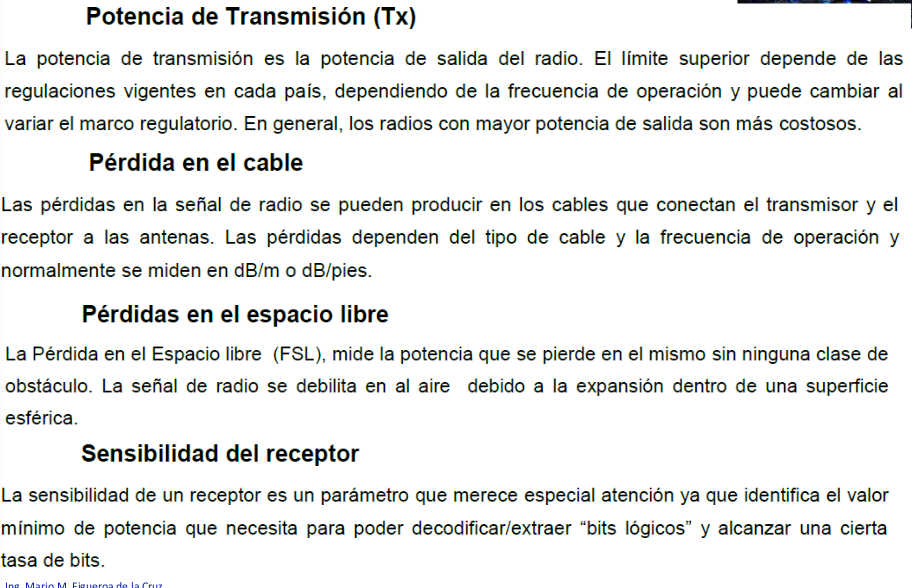 Potencia de Transmisión (Tx)
La potencia de transmisión es la potencia de salida del radio. El límite superior depende de las
regulaciones vigentes en cada país, dependiendo de la frecuencia de operación y puede cambiar al
variar el marco regulatorio. En general, los radios con mayor potencia de salida son más costosos.
Pérdida en el cable
Las pérdidas en la señal de radio se pueden producir en los cables que conectan el transmisor y el
receptor a las antenas. Las pérdidas dependen del tipo de cable y la frecuencia de operación y
normalmente se miden en dB/m o dB/pies.
Pérdidas en el espacio libre
La Pérdida en el Espacio libre (FSL), mide la potencia que se pierde en el mismo sin ninguna clase de
obstáculo. La señal de radio se debilita en al aire debido a la expansión dentro de una superficie
esférica.
Sensibilidad del receptor
La sensibilidad de un receptor es un parámetro que merece especial atención ya que identifica el valor
mínimo de potencia que necesita para poder decodificar/extraer “bits lógicos” y alcanzar una cierta
tasa de bits.
Ing. Mario M. Figueroa de la Cruz